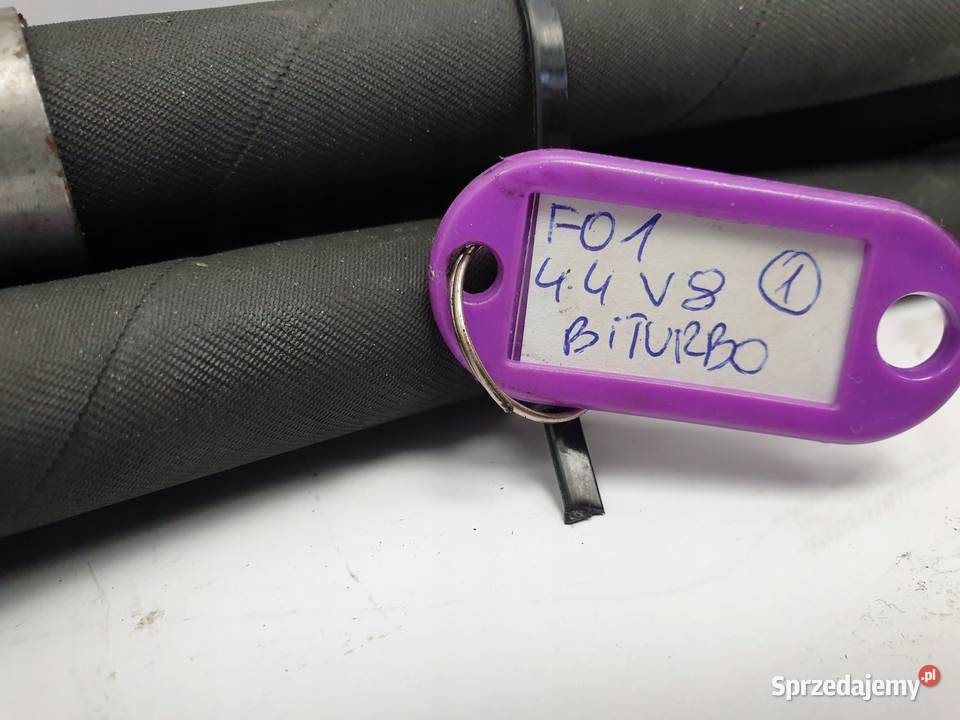 F01
4.4 V8 1
BiTURBO
Sprzedajemy.pl